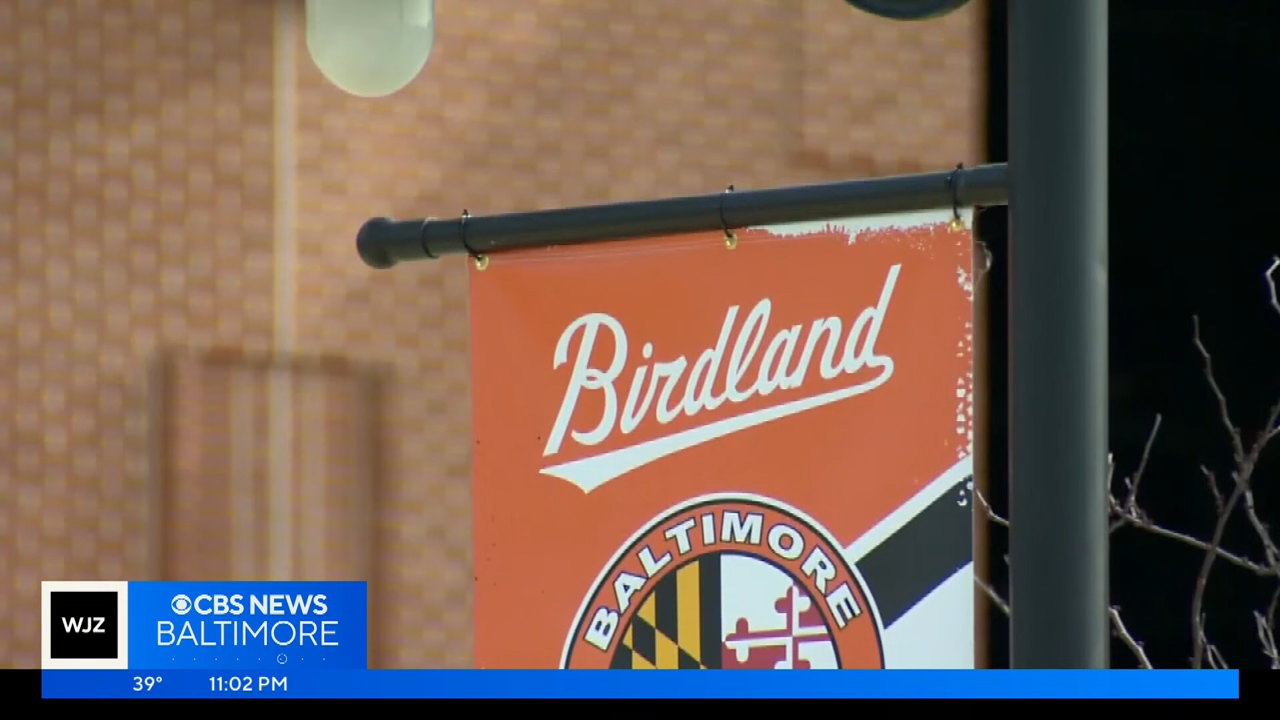 Birdland
BALTIMORE
WJZ
CBS NEWS
BALTIMORE
39° 11:02 PM